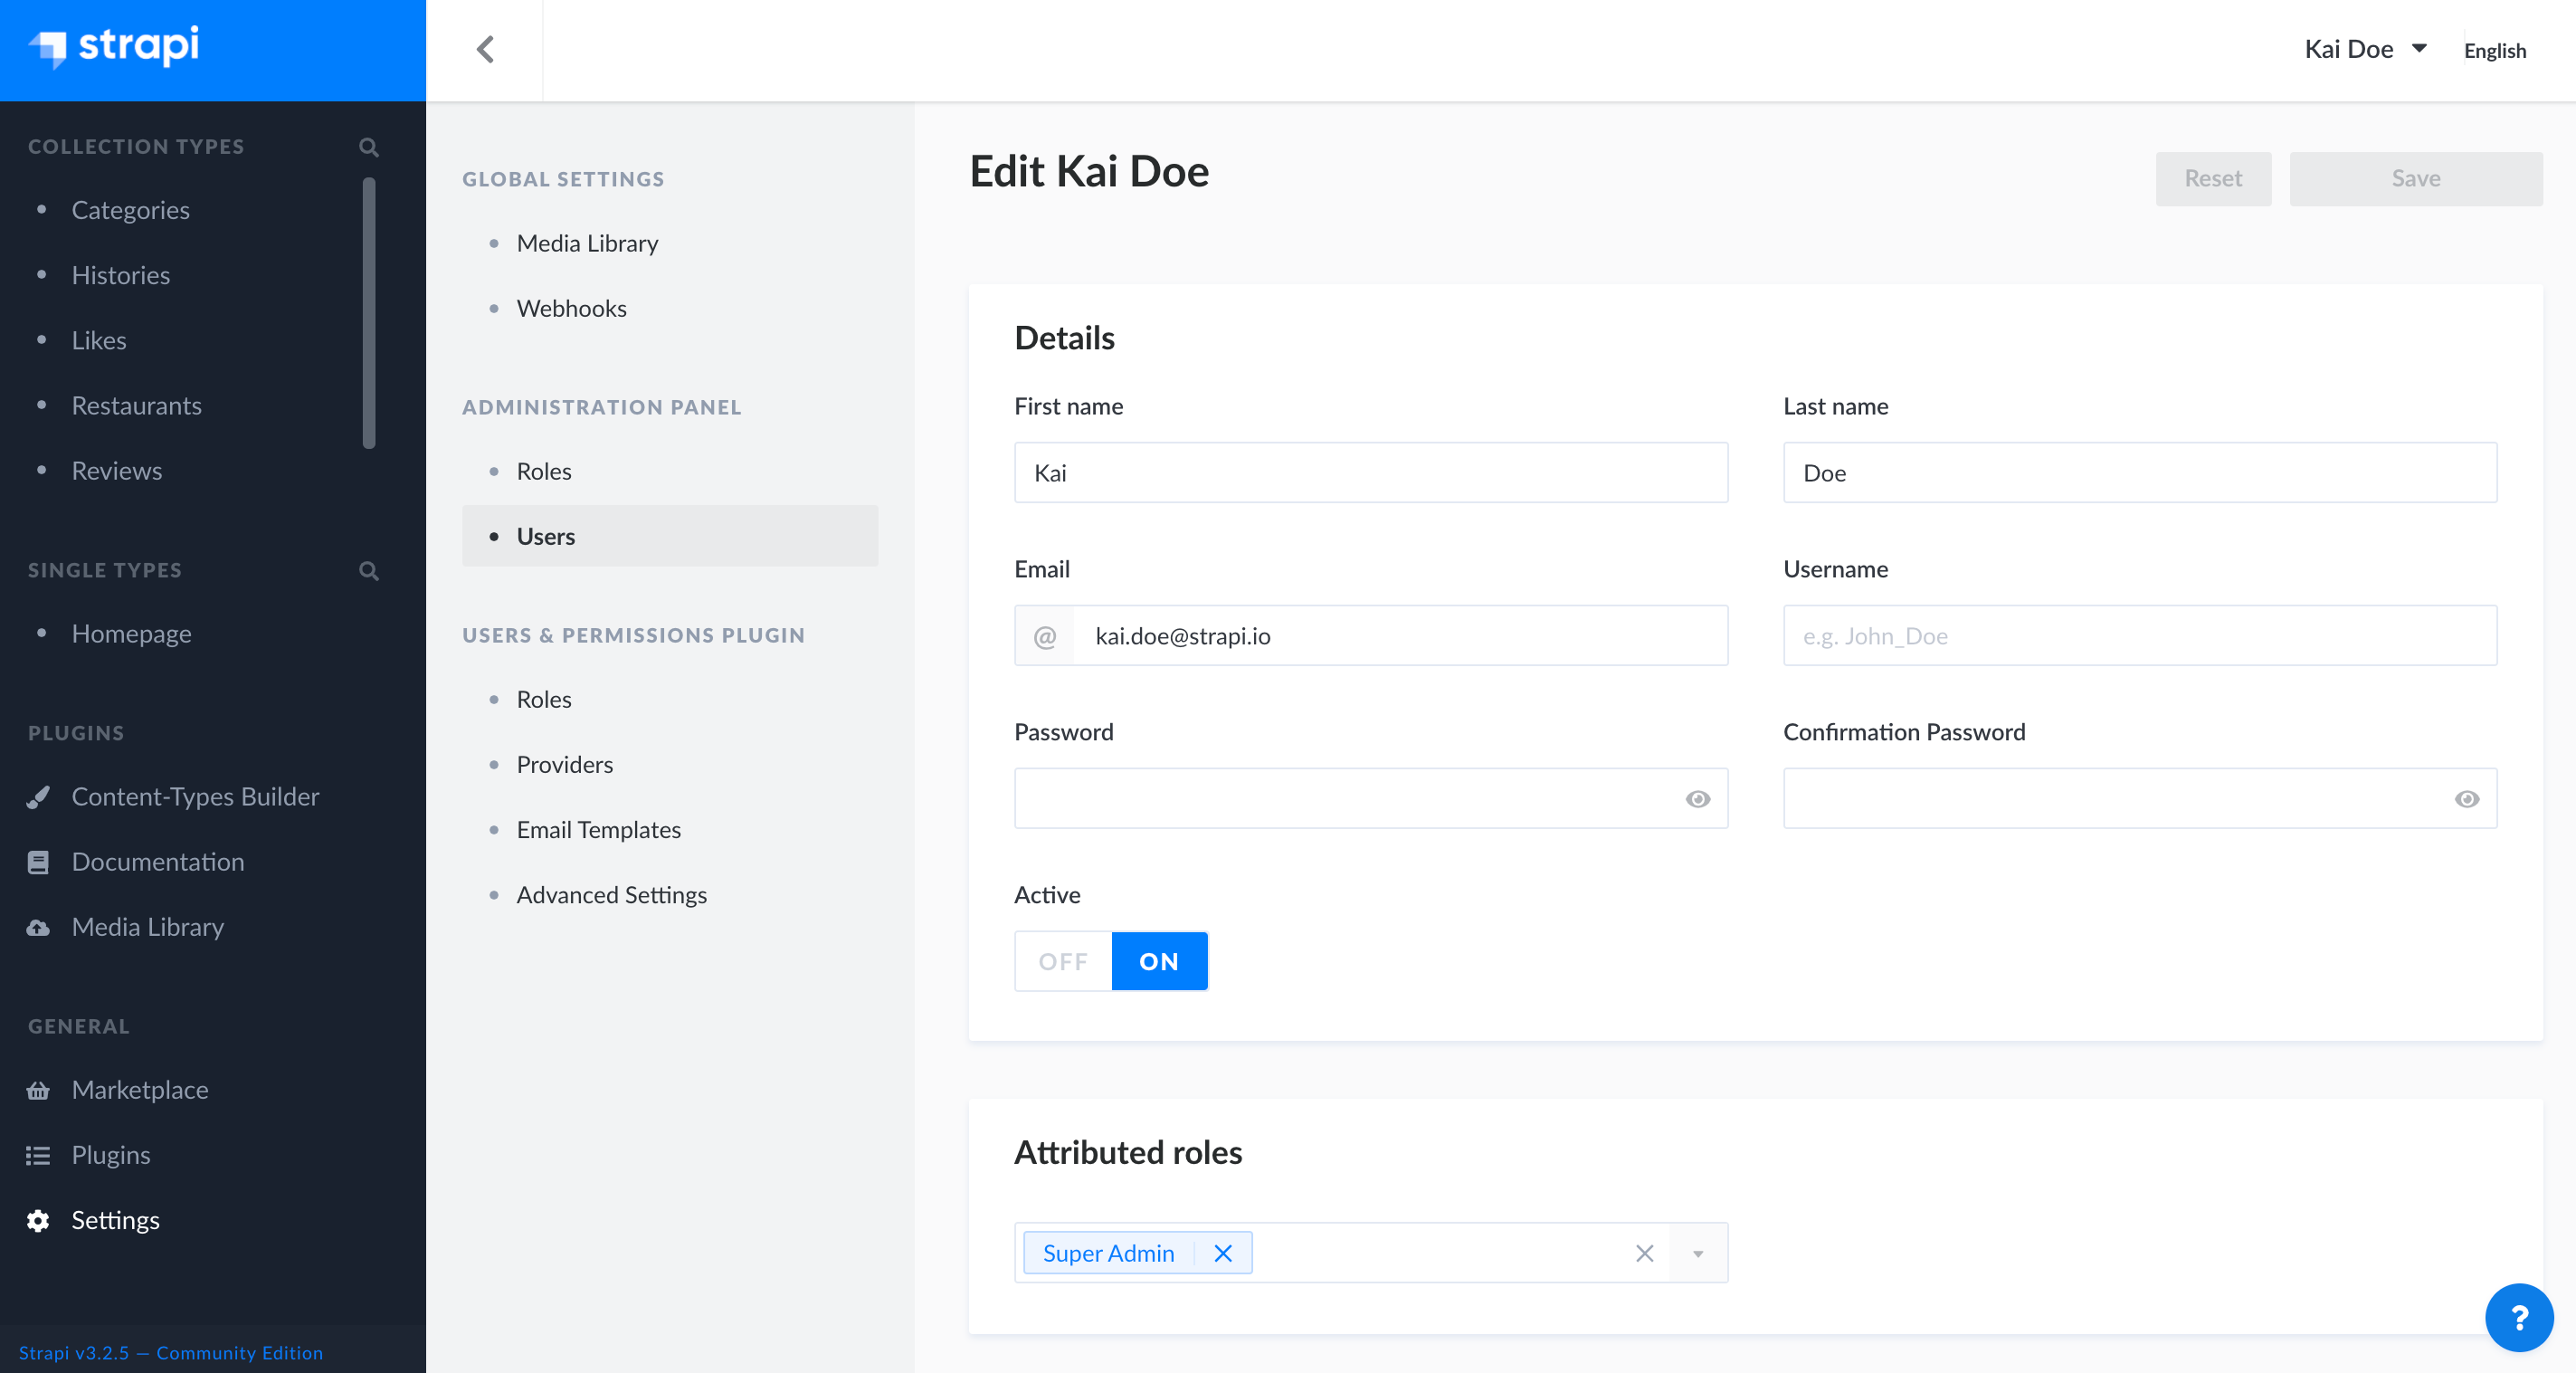 strapi
Kai Doe
English
COLLECTION TYPES
Categories
Histories
Likes
Restaurants
Reviews
SINGLE TYPES
Homepage
PLUGINS
Content-Types Builder
Documentation
Media Library
GENERAL
Marketplace
Plugins
Settings
Strapi v3.2.5 — Community Edition
GLOBAL SETTINGS
Media Library
Webhooks
ADMINISTRATION PANEL
Roles
Users
USERS & PERMISSIONS PLUGIN
Roles
Providers
Email Templates
Advanced Settings
Edit Kai Doe
Reset
Save
Details
First name
Last name
Kai
Doe
Email
Username
@ kai.doe@strapi.io
e.g. John_Doe
Password
Confirmation Password
Active
OFF ON
Attributed roles
Super Admin
?